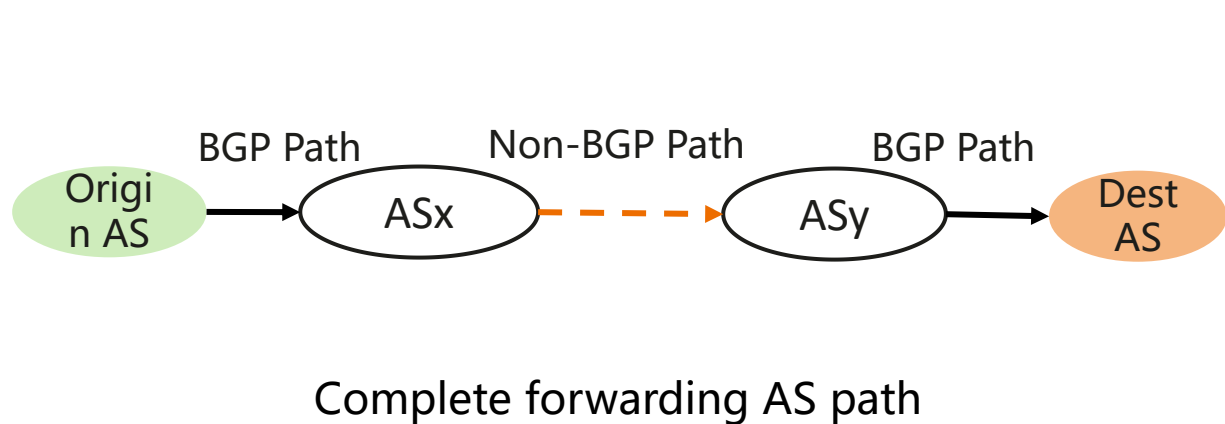 BGP Path
Non-BGP Path
BGP Path
Origi
n AS
ASx
ASy
Dest
AS
Complete forwarding AS path